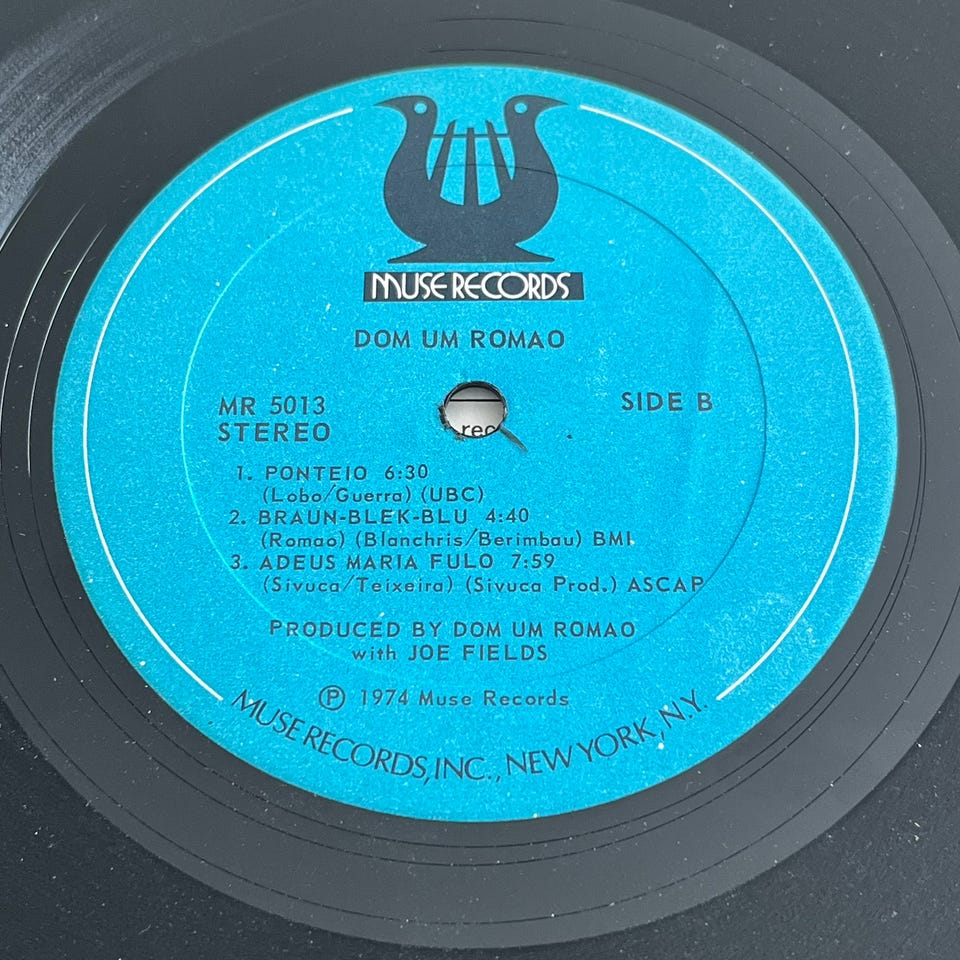 MUSE RECORDS
DOM UM ROMAO
MR 5013
STEREO
SIDE B
rec
1. PONTEIO 6:30
(Lobo/Guerra) (UBC)
2. BRAUN-BLEK-BLU 4:40
(Romao) (Blanchris/Berimbau) BMI
3. ADEUS MARIA FULO 7:59
(Sivuca/Teixeira) (Sivuca Prod.) ASCAP
PRODUCED BY DOM UM ROMAO
with JOE FIELDS
Ⓟ 1974 Muse Records
MUSE RECORDS, INC., NEW YORK, N.Y.